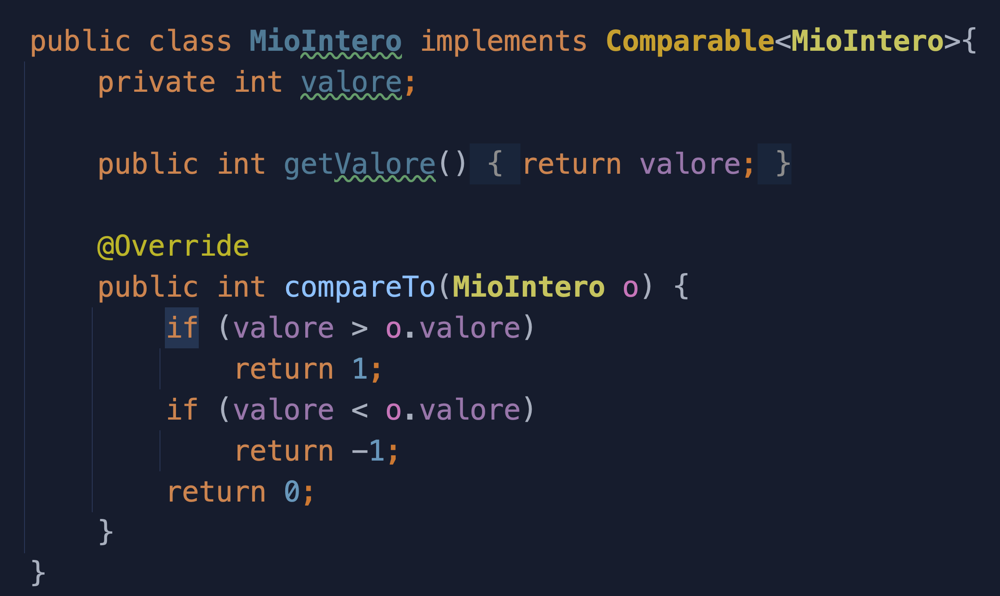 public class MioIntero implements Comparable<MioIntero>{
private int valore;
public int getValore() { return valore; }
@Override
public int compareTo(MioIntero o) {
if (valore > o.valore)
return 1;
if (valore < o.valore)
return -1;
return 0;
}
}